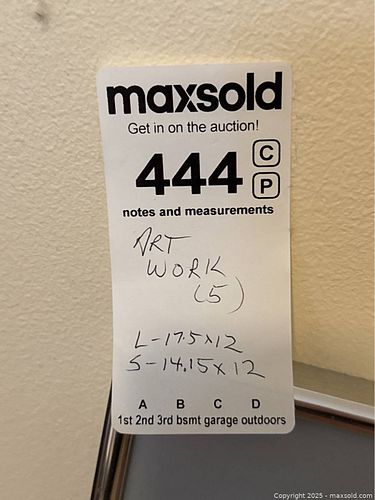 maxsold
Get in on the auction!
444 C
P
notes and measurements
ART
WORK
(5)
L-17.5x12
S-14.15x12
A B C D
1st 2nd 3rd bsmt garage outdoors
Copyright 2025 - maxsold.com